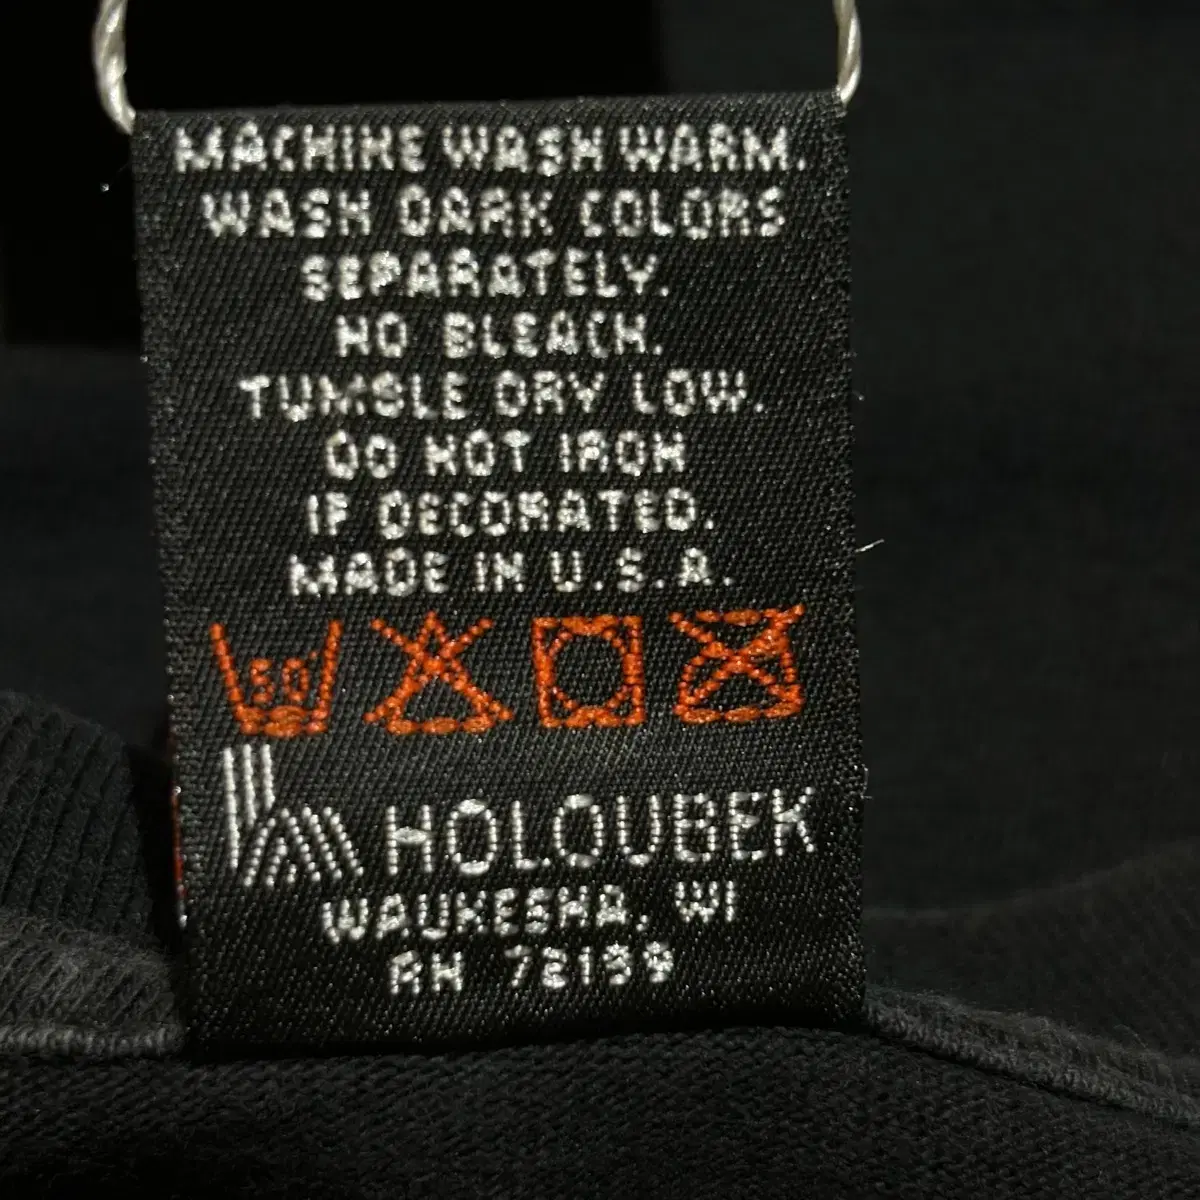 MACHINE WASH WARM.
WASH DARK COLORS
SEPARATELY.
NO BLEACH.
TUMBLE DRY LOW.
DO NOT IRON
IF DECORATED.
MADE IN U.S.A.
50°
HOLOUBEK
WAUKESHA, WI
RN 72159